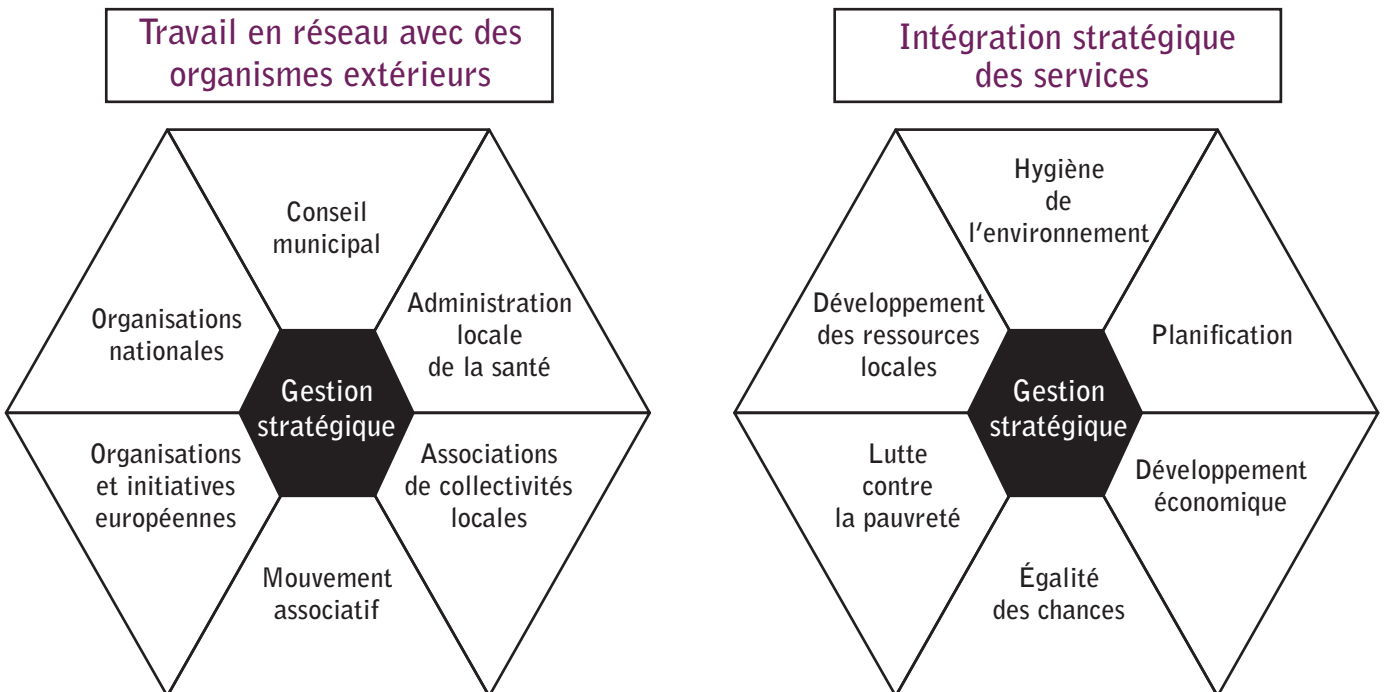 Travail en réseau avec des
organismes extérieurs
Conseil
municipal
Administration
locale
de la santé
Organisations
nationales
Gestion
stratégique
Organisations
et initiatives
européennes
Associations
de collectivités
locales
Mouvement
associatif
Intégration stratégique
des services
Hygiène
de
l'environnement
Développement
des ressources
locales
Planification
Gestion
stratégique
Lutte
contre
la pauvreté
Développement
économique
Égalité
des chances